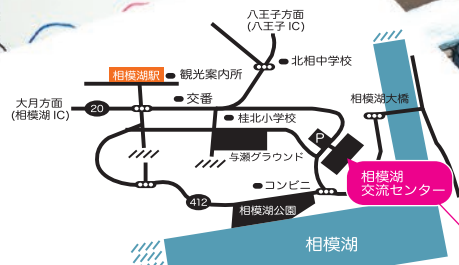 八王子方面
(八王子 IC)
北相中学校
相模湖駅
観光案内所
大月方面
(相模湖 IC)
20
交番
相模湖大橋
桂北小学校
P
与瀬グラウンド
相模湖
交流センター
コンビニ
412
相模湖公園
相模湖